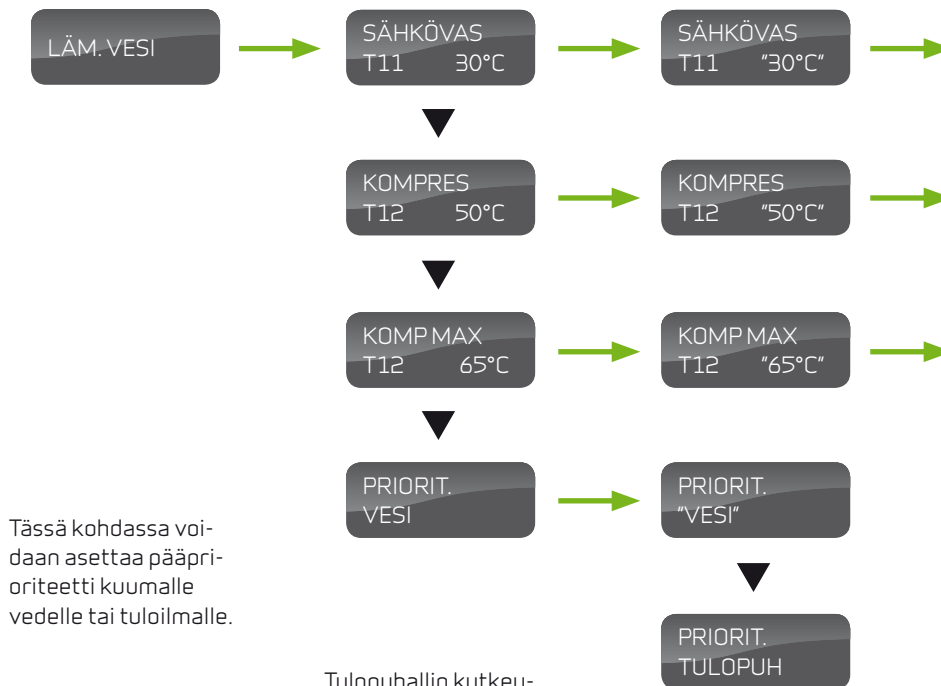 LÄM. VESI
SÄHKÖVAS
T11 30°C
SÄHKÖVAS
T11 "30°C"
KOMPRES
T12 50°C
KOMPRES
T12 "50°C"
KOMP MAX
T12 65°C
KOMP MAX
T12 "65°C"
PRIORIT.
VESI
PRIORIT.
"VESI"
Tässä kohdassa voi-
daan asettaa pääpri-
oriteetti kuumalle
vedelle tai tuloilmalle.
PRIORIT.
TULOPUH
Tulopuhallin kutkeu-